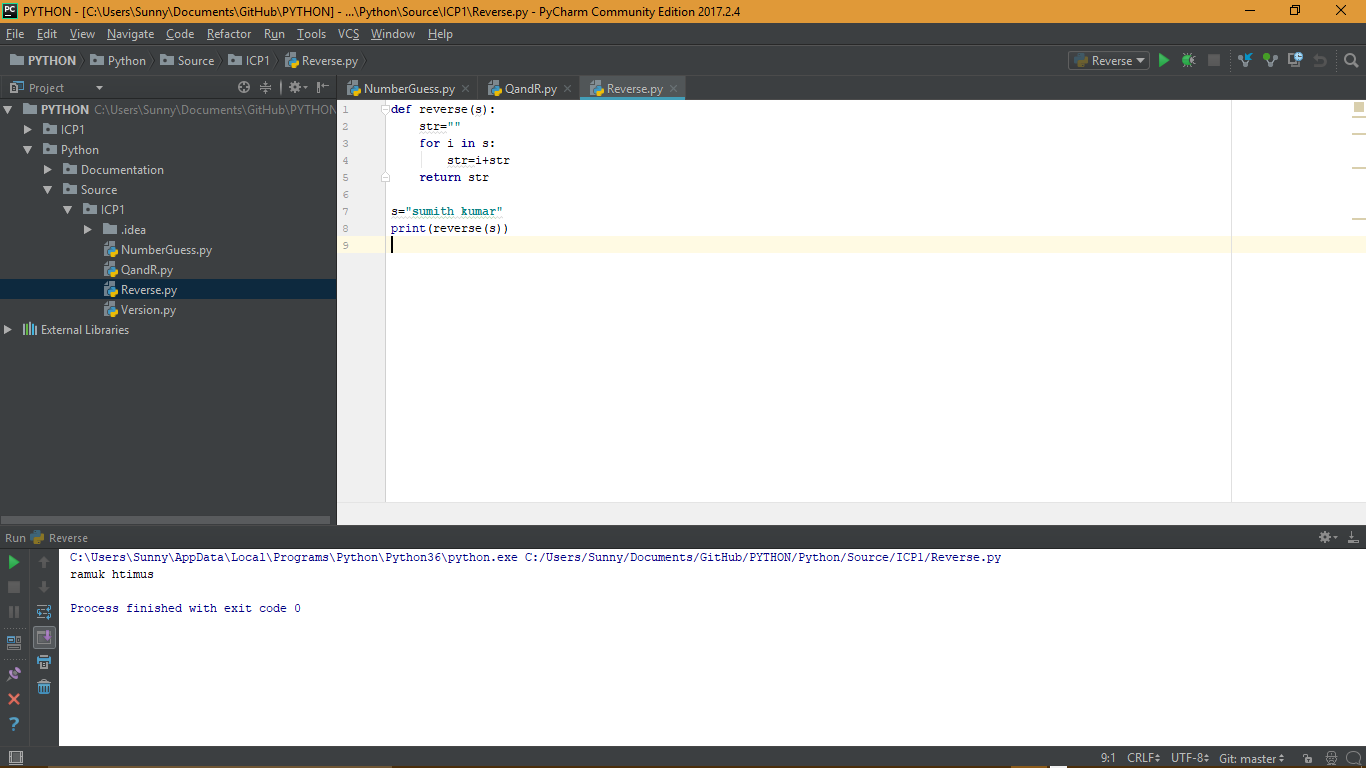 PYTHON - [C:\Users\Sunny\Documents\GitHub\PYTHON] - ...\Python\Source\ICP1\Reverse.py - PyCharm Community Edition 2017.2.4
File Edit View Navigate Code Refactor Run Tools VCS Window Help
PYTHON Python Source ICP1 Reverse.py Reverse
Project NumberGuess.py QandR.py Reverse.py
PYTHON C:\Users\Sunny\Documents\GitHub\PYTHON
ICP1
Python
Documentation
Source
ICP1
.idea
NumberGuess.py
QandR.py
Reverse.py
Version.py
External Libraries
1 def reverse(s):
2     str=""
3     for i in s:
4         str=i+str
5     return str
6
7 s="sumith kumar"
8 print(reverse(s))
9
Run Reverse
C:\Users\Sunny\AppData\Local\Programs\Python\Python36\python.exe C:/Users/Sunny/Documents/GitHub/PYTHON/Python/Source/ICP1/Reverse.py
ramuk htimus
Process finished with exit code 0
9:1 CRLF UTF-8 Git: master